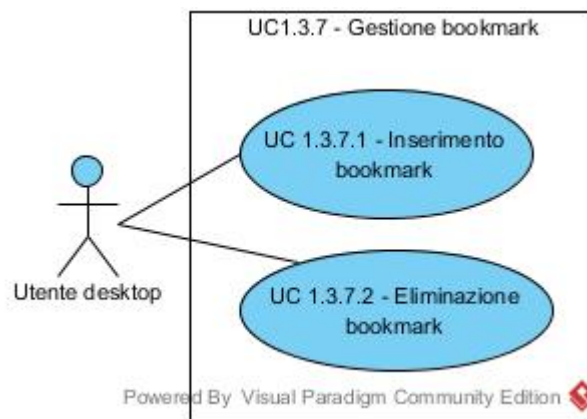 UC1.3.7 - Gestione bookmark
UC 1.3.7.1 - Inserimento
bookmark
Utente desktop
UC 1.3.7.2 - Eliminazione
bookmark
Powered By Visual Paradigm Community Edition